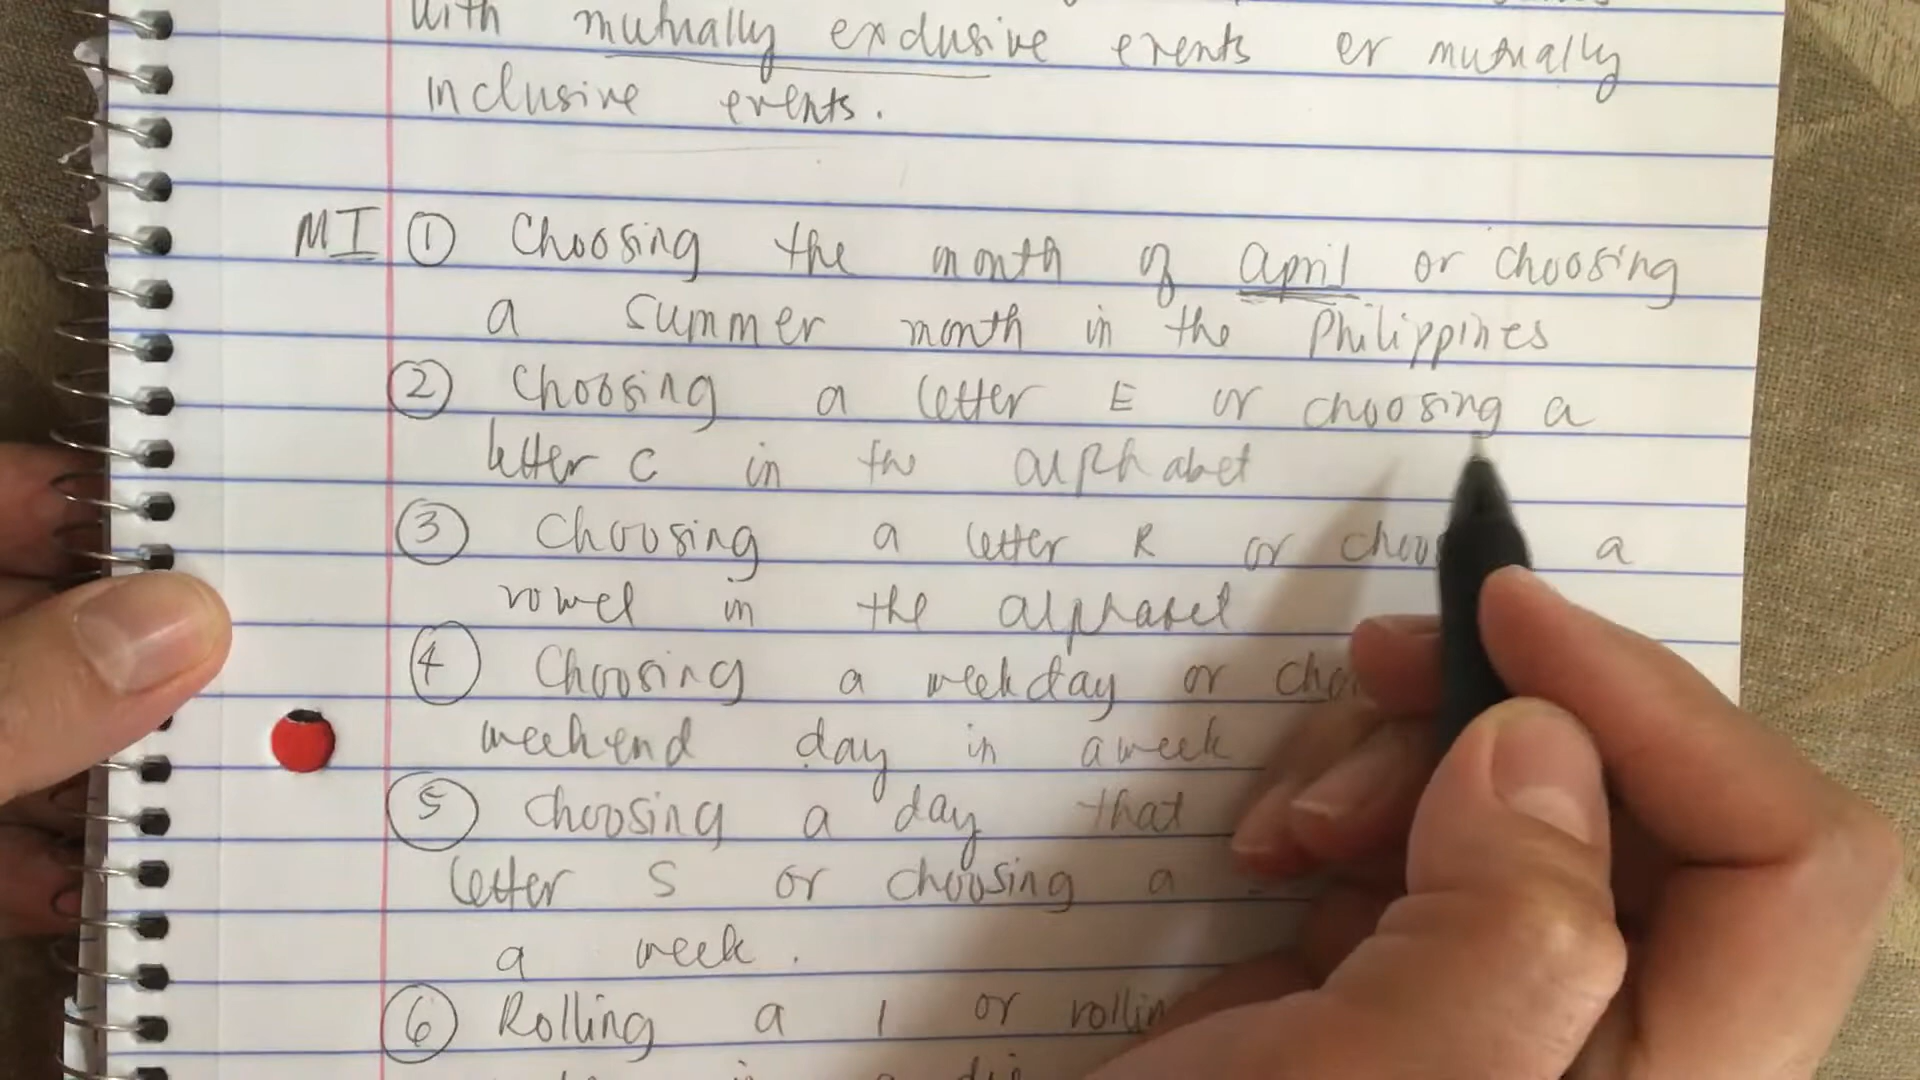 with mutually exclusive events or mutually
inclusive events.
MI ① Choosing the month of april or choosing
a summer month in the Philippines
② Choosing a letter E or choosing a
letter C in the alphabet
③ Choosing a letter R or a
vowel in the alphabet
④ Choosing a weekday or
weekend day in a week
⑤ Choosing a day that
letter S or choosing a
a week.
⑥ Rolling a 1 or
in a die